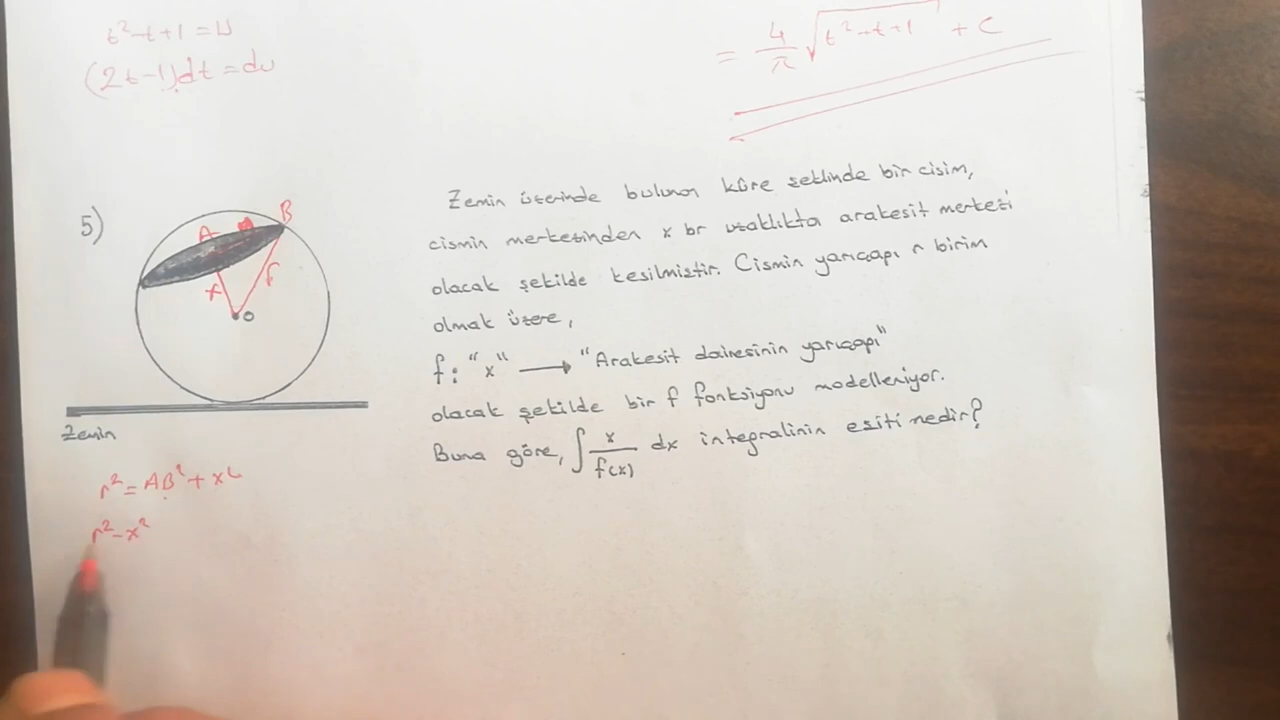 t²-t+1=U
(2t-1)dt=du
= 4/π √(t²-t+1) + C
5)
A
B
x
r
O
Zemin
Zemin üzerinde bulunan küre şeklinde bir cisim,
cismin merkezinden x br uzaklıkta arakesit merkezi
olacak şekilde kesilmiştir. Cismin yarıçapı r birim
olmak üzere,
f: "x" → "Arakesit dairesinin yarıçapı"
olacak şekilde bir f fonksiyonu modelleniyor.
Buna göre, ∫ x/f(x) dx integralinin eşiti nedir?
r²=AB²+x²
r²-x²